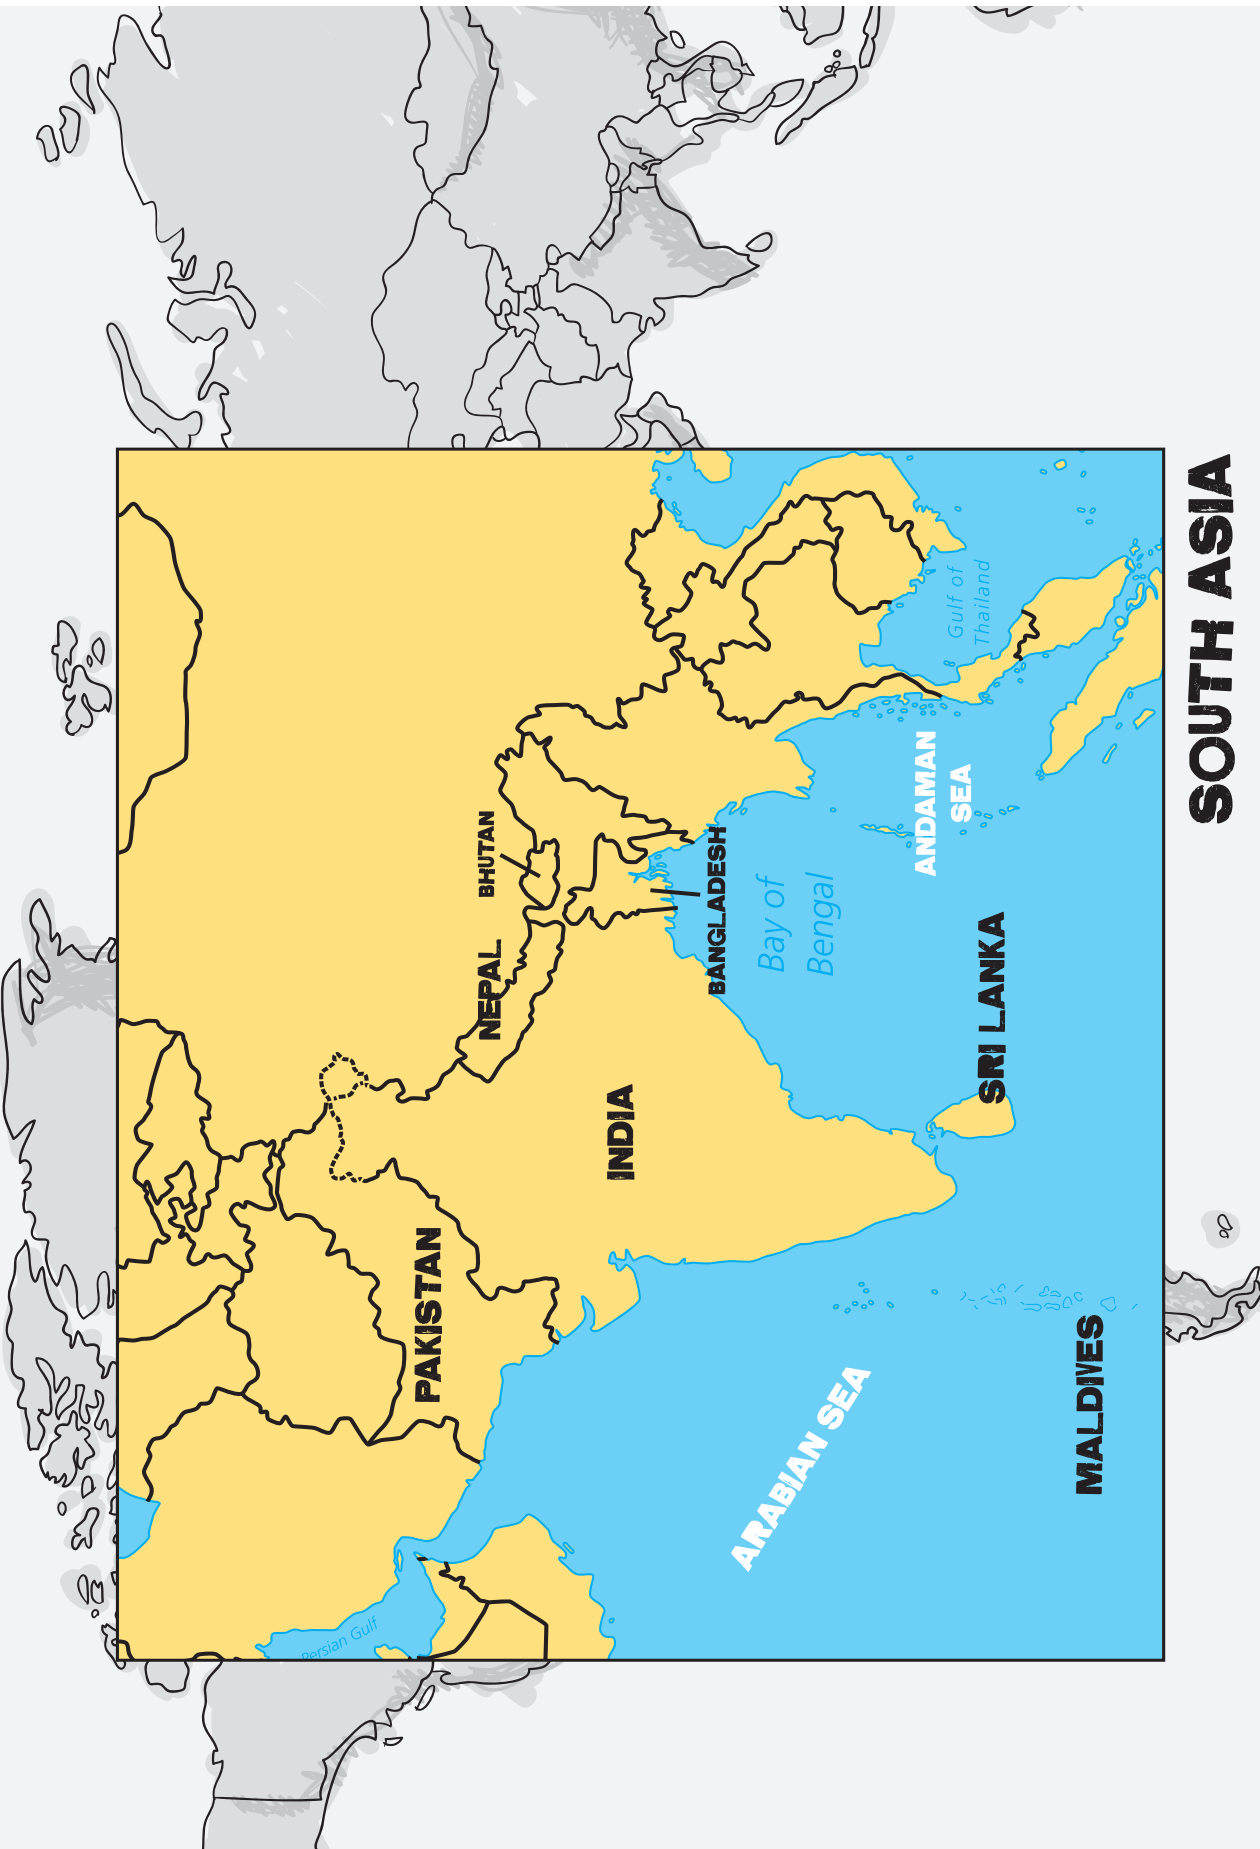 SOUTH ASIA
NEPAL
BHUTAN
PAKISTAN
INDIA
BANGLADESH
Bay of
Bengal
ANDAMAN
SEA
Gulf of
Thailand
Persian Gulf
ARABIAN SEA
SRI LANKA
MALDIVES